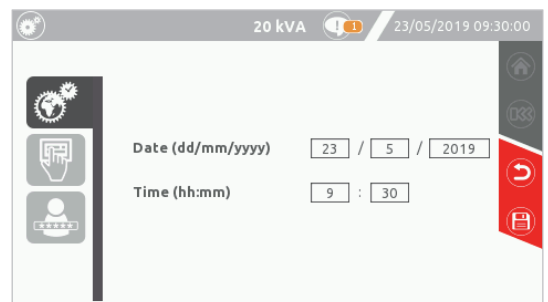 20 kVA 1 23/05/2019 09:30:00
Date (dd/mm/yyyy) 23 / 5 / 2019
Time (hh:mm) 9 : 30
*****